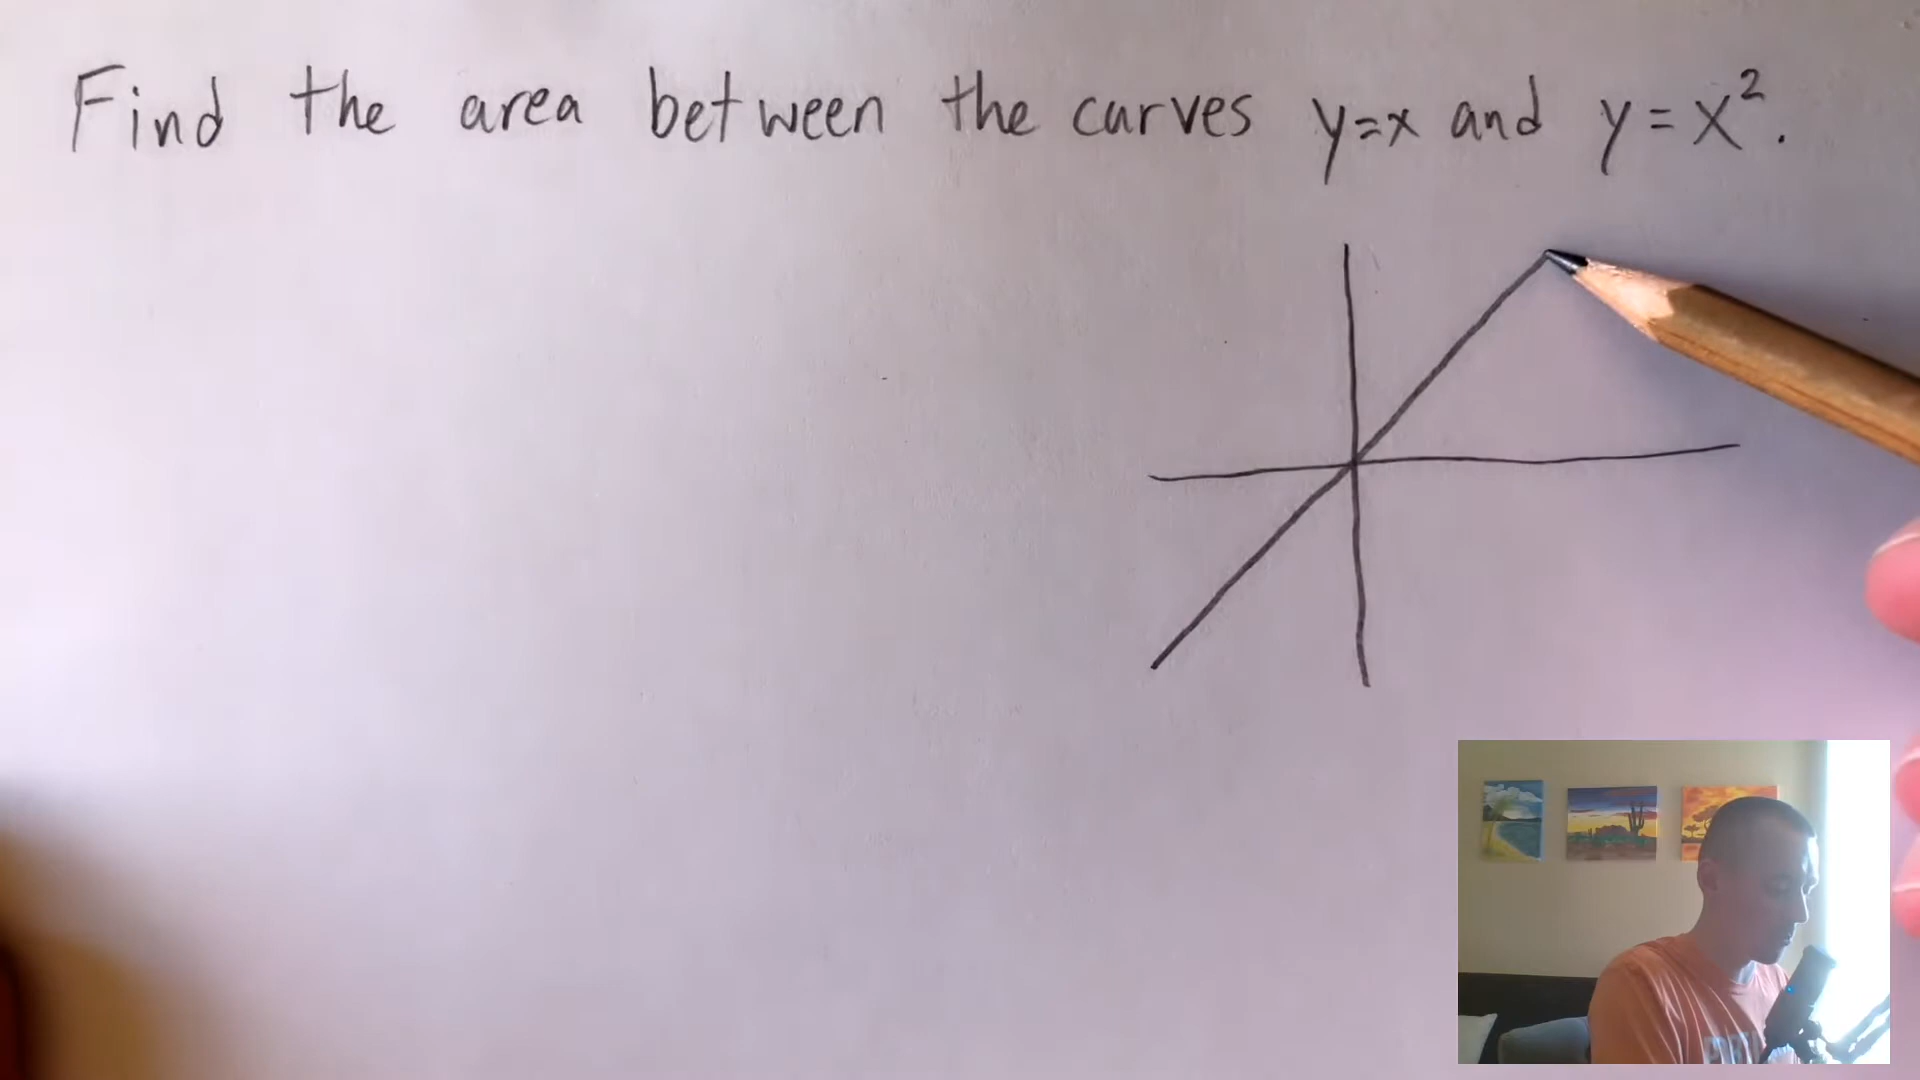 Find the area between the curves y=x and y=x².